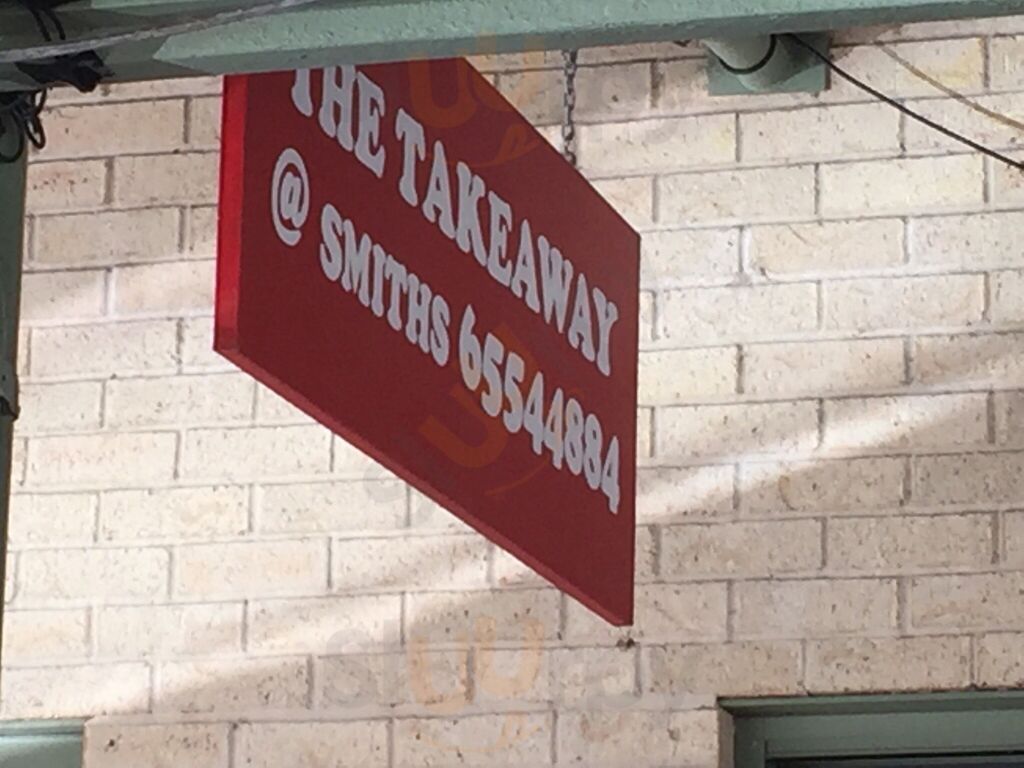 THE TAKEAWAY
@ SMITHS 65544884